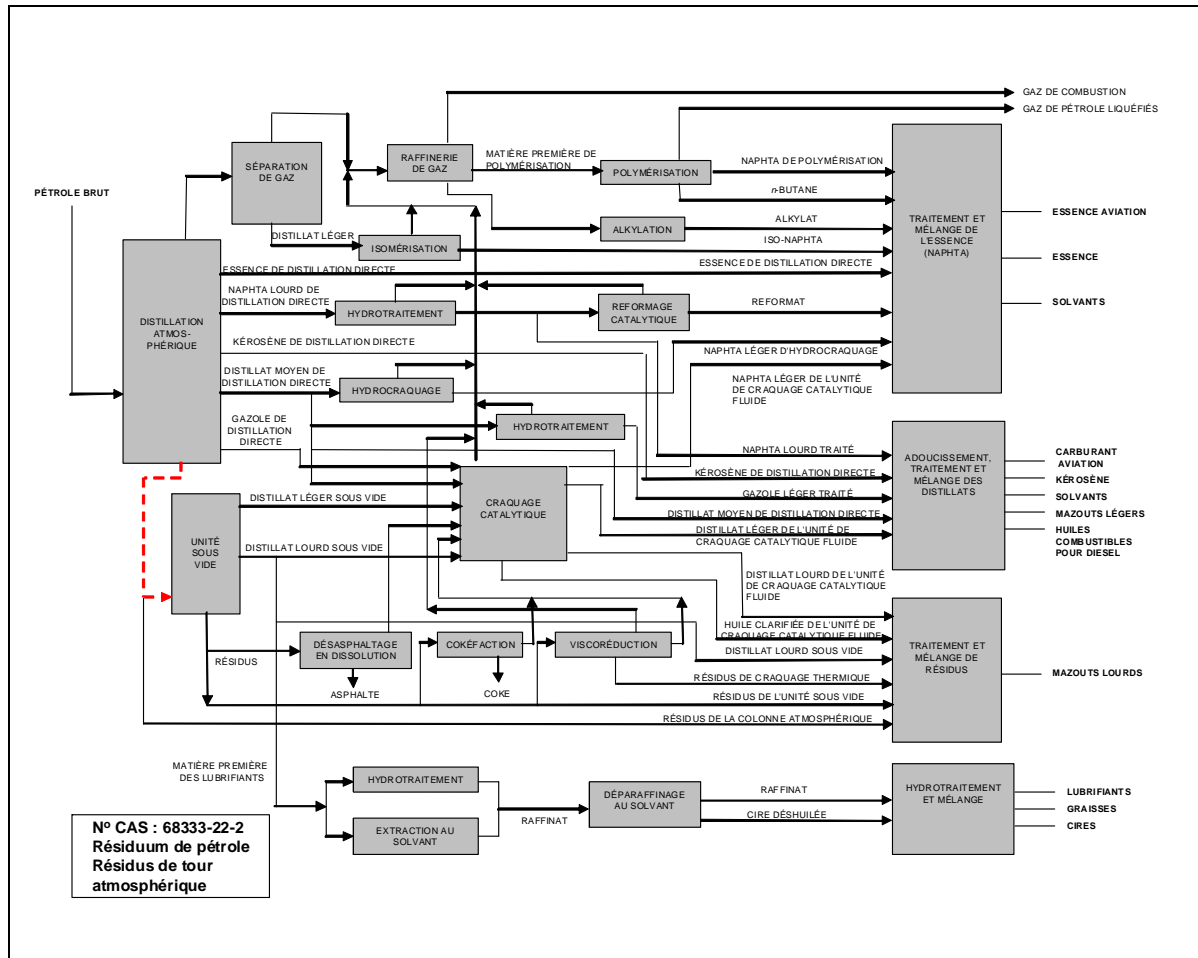 GAZ DE COMBUSTION
GAZ DE PÉTROLE LIQUÉFIÉS
PÉTROLE BRUT
SÉPARATION
DE GAZ
RAFFINERIE
DE GAZ
MATIÈRE PREMIÈRE DE
POLYMÉRISATION
POLYMÉRISATION
NAPHTA DE POLYMÉRISATION
n-BUTANE
ALKYLATION
ALKYLAT
DISTILLAT LÉGER
ISOMÉRISATION
ISO-NAPHTA
TRAITEMENT ET
MÉLANGE DE
L'ESSENCE
(NAPHTA)
ESSENCE AVIATION
ESSENCE
SOLVANTS
ESSENCE DE DISTILLATION DIRECTE
ESSENCE DE DISTILLATION DIRECTE
DISTILLATION
ATMOS-
PHÉRIQUE
NAPHTA LOURD DE
DISTILLATION DIRECTE
HYDROTRAITEMENT
REFORMAGE
CATALYTIQUE
REFORMAT
KÉROSÈNE DE DISTILLATION DIRECTE
NAPHTA LÉGER D'HYDROCRAQUAGE
DISTILLAT MOYEN DE
DISTILLATION DIRECTE
HYDROCRAQUAGE
NAPHTA LÉGER DE L'UNITÉ
DE CRAQUAGE CATALYTIQUE
FLUIDE
GAZOLE DE
DISTILLATION
DIRECTE
HYDROTRAITEMENT
NAPHTA LOURD TRAITÉ
KÉROSÈNE DE DISTILLATION DIRECTE
GAZOLE LÉGER TRAITÉ
DISTILLAT MOYEN DE DISTILLATION DIRECTE
DISTILLAT LÉGER DE L'UNITÉ DE
CRAQUAGE CATALYTIQUE FLUIDE
ADOUCISSEMENT,
TRAITEMENT ET
MÉLANGE DES
DISTILLATS
CARBURANT
AVIATION
KÉROSÈNE
SOLVANTS
MAZOUTS LÉGERS
HUILES
COMBUSTIBLES
POUR DIESEL
CRAQUAGE
CATALYTIQUE
DISTILLAT LÉGER SOUS VIDE
UNITÉ
SOUS
VIDE
DISTILLAT LOURD SOUS VIDE
DISTILLAT LOURD DE L'UNITÉ
DE CRAQUAGE CATALYTIQUE
FLUIDE
HUILE CLARIFIÉE DE L'UNITÉ DE
CRAQUAGE CATALYTIQUE FLUIDE
DISTILLAT LOURD SOUS VIDE
RÉSIDUS DE CRAQUAGE THERMIQUE
RÉSIDUS DE L'UNITÉ SOUS VIDE
RÉSIDUS DE LA COLONNE ATMOSPHÉRIQUE
TRAITEMENT ET
MÉLANGE DE
RÉSIDUS
MAZOUTS LOURDS
RÉSIDUS
DÉSASPHALTAGE
EN DISSOLUTION
COKÉFACTION
VISCORÉDUCTION
ASPHALTE
COKE
MATIÈRE PREMIÈRE
DES LUBRIFIANTS
HYDROTRAITEMENT
EXTRACTION AU
SOLVANT
RAFFINAT
DÉPARAFFINAGE
AU SOLVANT
RAFFINAT
CIRE DÉSHUILÉE
HYDROTRAITEMENT
ET MÉLANGE
LUBRIFIANTS
GRAISSES
CIRES
Nº CAS : 68333-22-2
Résiduum de pétrole
Résidus de tour
atmosphérique